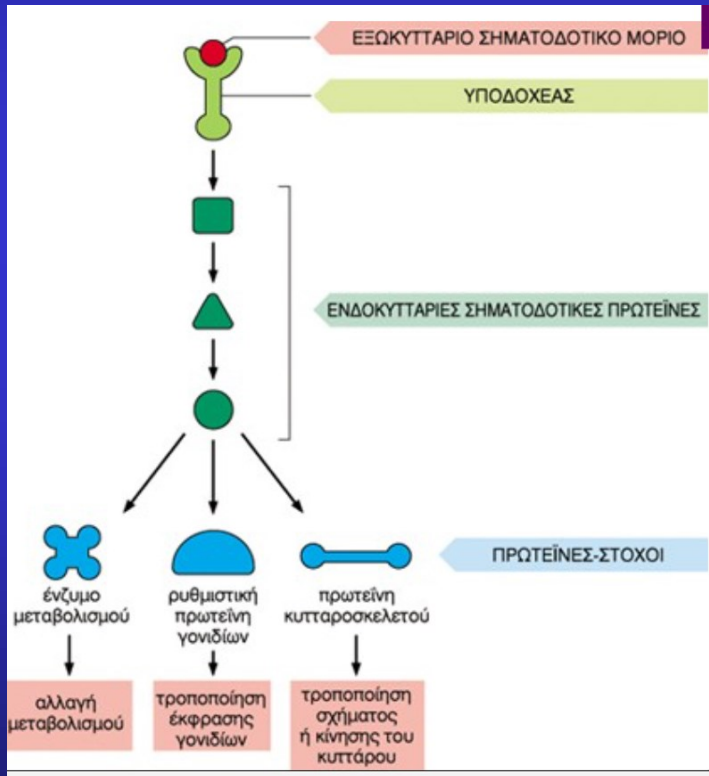 ΕΞΩΚΥΤΤΑΡΙΟ ΣΗΜΑΤΟΔΟΤΙΚΟ ΜΟΡΙΟ
ΥΠΟΔΟΧΕΑΣ
ΕΝΔΟΚΥΤΤΑΡΙΕΣ ΣΗΜΑΤΟΔΟΤΙΚΕΣ ΠΡΩΤΕΪΝΕΣ
ΠΡΩΤΕΪΝΕΣ-ΣΤΟΧΟΙ
ένζυμο
μεταβολισμού
ρυθμιστική
πρωτεΐνη
γονιδίων
πρωτεΐνη
κυτταροσκελετού
αλλαγή
μεταβολισμού
τροποποίηση
έκφρασης
γονιδίων
τροποποίηση
σχήματος
ή κίνησης του
κυττάρου